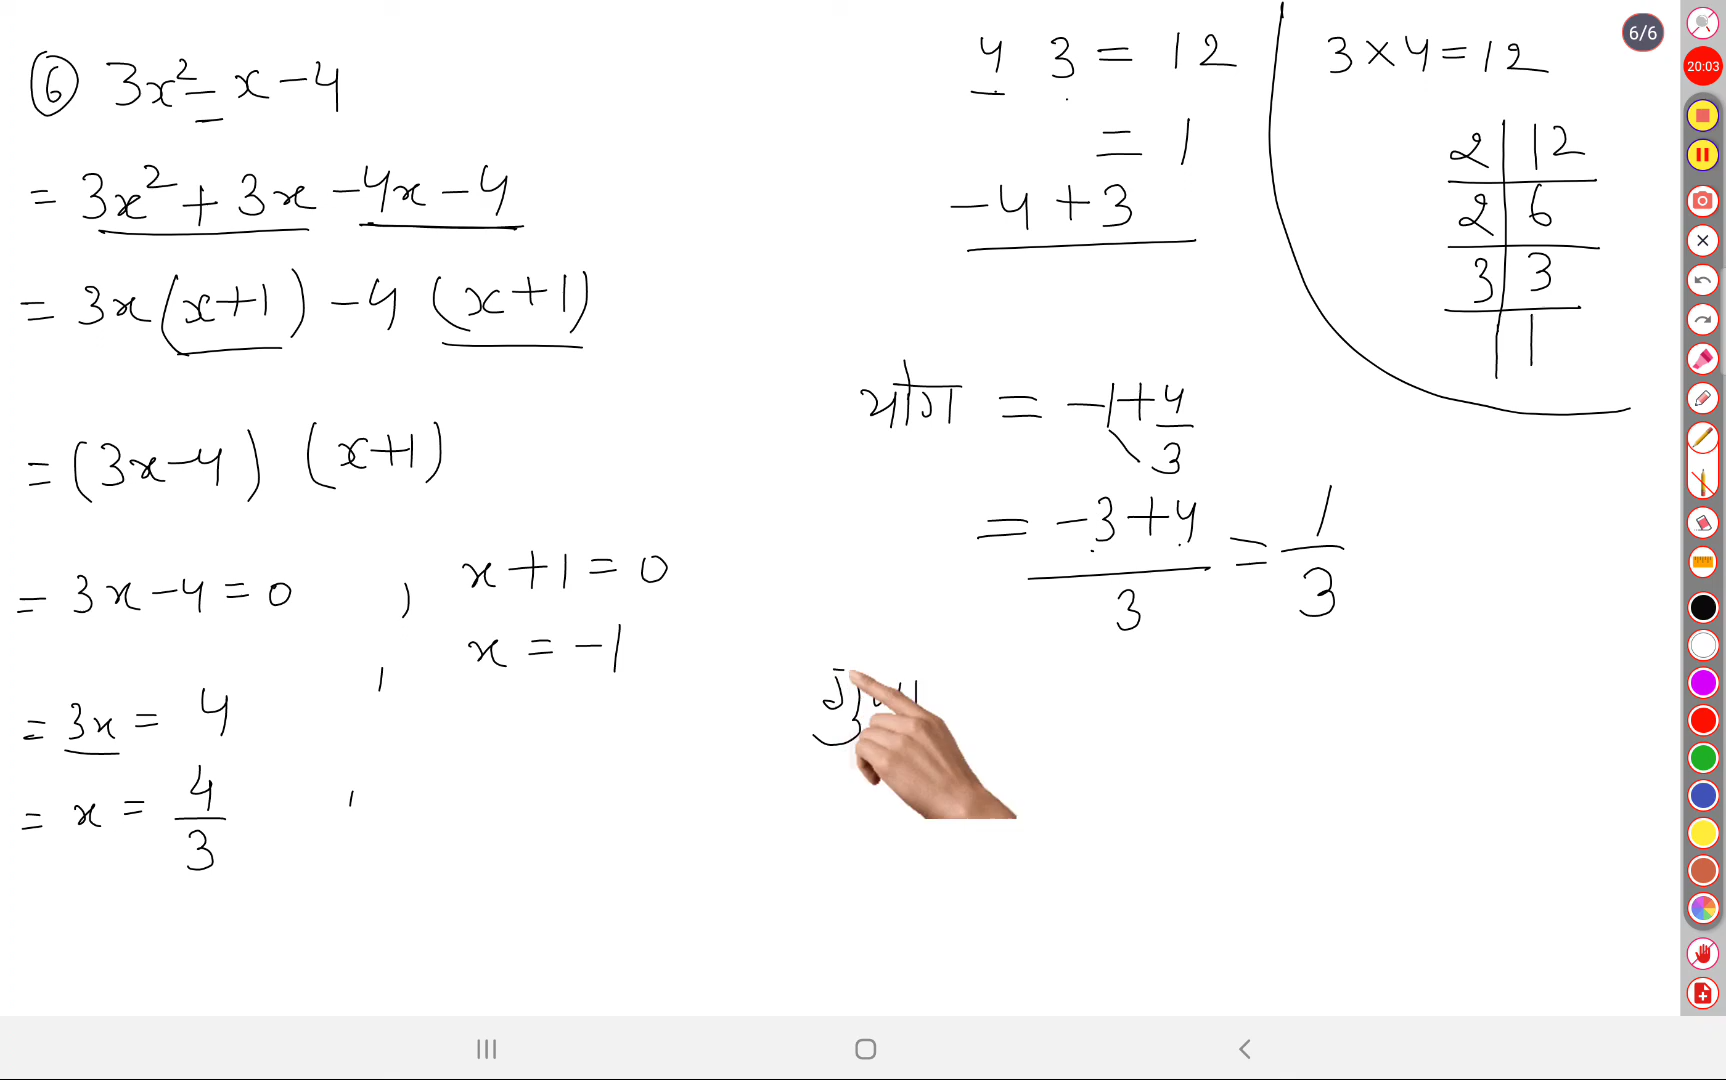 ⑥ 3x² - x - 4
= 3x² + 3x - 4x - 4
= 3x (x+1) - 4 (x+1)
= (3x-4) (x+1)
= 3x - 4 = 0 , x + 1 = 0
, x = -1
= 3x = 4
= x = 4/3 ,
4 3 = 12
= 1
-4 + 3
3 × 4 = 12
2 | 12
2 | 6
3 | 3
| 1
योग = -1 + 4/3
= -3+4/3 = 1/3
6/6
20:03